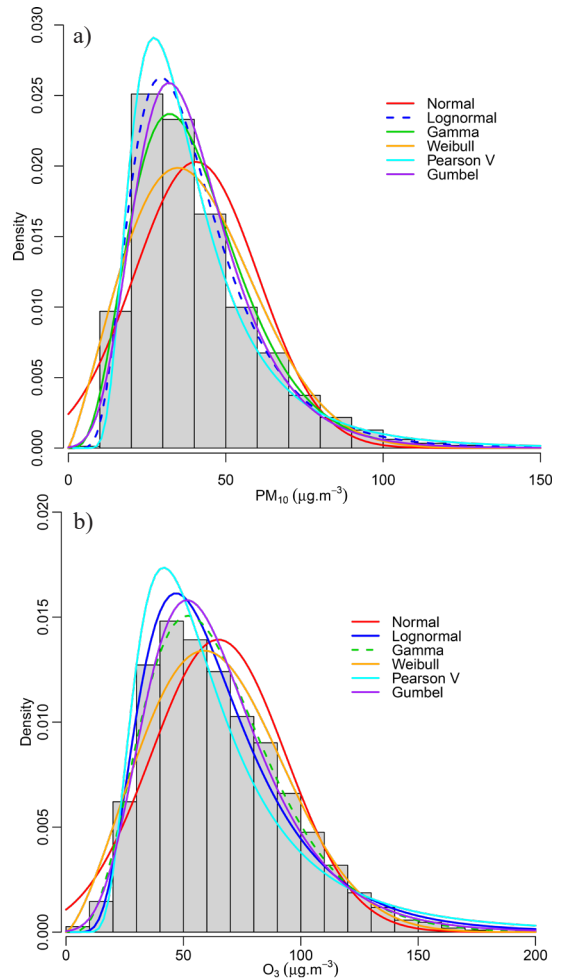 a)
0.030
0.025
0.020
0.015
0.010
0.005
0.000
Density
Normal
Lognormal
Gamma
Weibull
Pearson V
Gumbel
0 50 100 150
PM₁₀ (µg.m⁻³)
b)
0.020
0.015
0.010
0.005
0.000
Density
Normal
Lognormal
Gamma
Weibull
Pearson V
Gumbel
0 50 100 150 200
O₃ (µg.m⁻³)